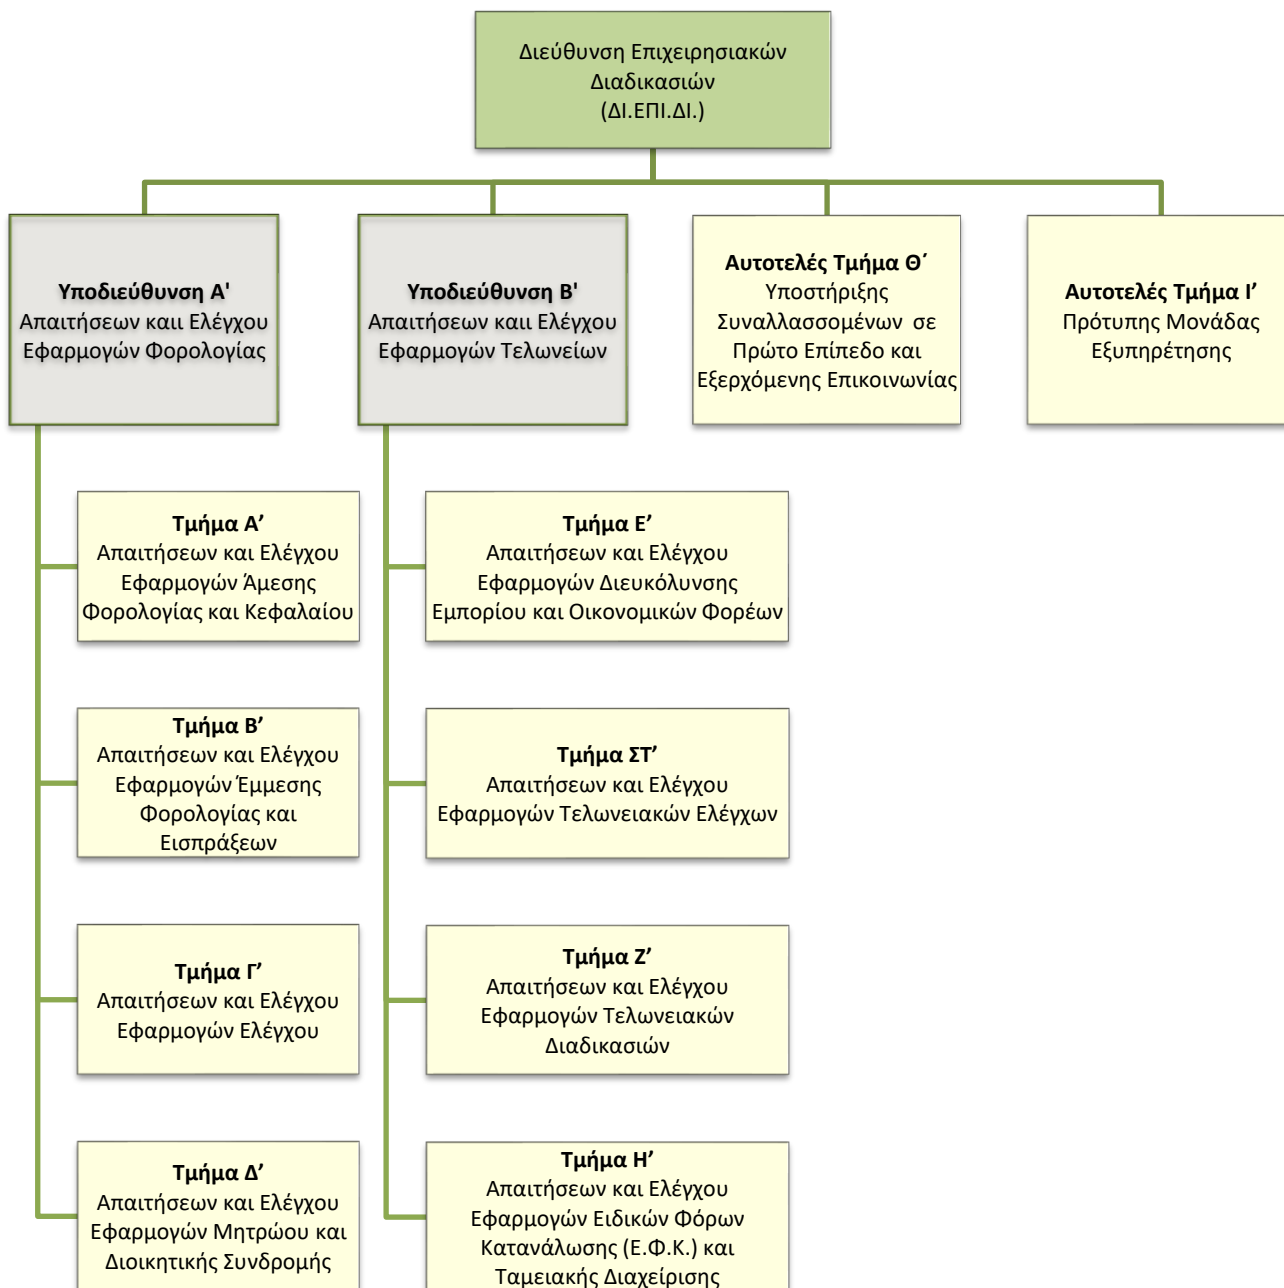 Διεύθυνση Επιχειρησιακών
Διαδικασιών
(ΔΙ.ΕΠΙ.ΔΙ.)
Υποδιεύθυνση Α'
Απαιτήσεων καιι Ελέγχου
Εφαρμογών Φορολογίας
Υποδιεύθυνση Β'
Απαιτήσεων καιι Ελέγχου
Εφαρμογών Τελωνείων
Αυτοτελές Τμήμα Θ΄
Υποστήριξης
Συναλλασσομένων σε
Πρώτο Επίπεδο και
Εξερχόμενης Επικοινωνίας
Αυτοτελές Τμήμα Ι’
Πρότυπης Μονάδας
Εξυπηρέτησης
Τμήμα Α’
Απαιτήσεων και Ελέγχου
Εφαρμογών Άμεσης
Φορολογίας και Κεφαλαίου
Τμήμα Β’
Απαιτήσεων και Ελέγχου
Εφαρμογών Έμμεσης
Φορολογίας και
Εισπράξεων
Τμήμα Γ’
Απαιτήσεων και Ελέγχου
Εφαρμογών Ελέγχου
Τμήμα Δ’
Απαιτήσεων και Ελέγχου
Εφαρμογών Μητρώου και
Διοικητικής Συνδρομής
Τμήμα Ε’
Απαιτήσεων και Ελέγχου
Εφαρμογών Διευκόλυνσης
Εμπορίου και Οικονομικών Φορέων
Τμήμα ΣΤ’
Απαιτήσεων και Ελέγχου
Εφαρμογών Τελωνειακών Ελέγχων
Τμήμα Ζ’
Απαιτήσεων και Ελέγχου
Εφαρμογών Τελωνειακών
Διαδικασιών
Τμήμα Η’
Απαιτήσεων και Ελέγχου
Εφαρμογών Ειδικών Φόρων
Κατανάλωσης (Ε.Φ.Κ.) και
Ταμειακής Διαχείρισης